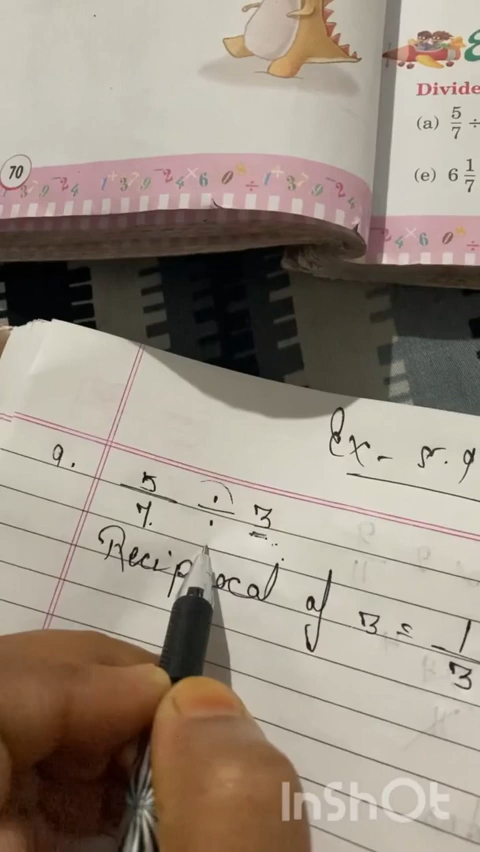 70
Divide
(a) 5/7 ÷
(e) 6 1/7
Ex - 5.9
a. 5/7 ÷ 3
Reciprocal of 3 = 1/3
InShOt